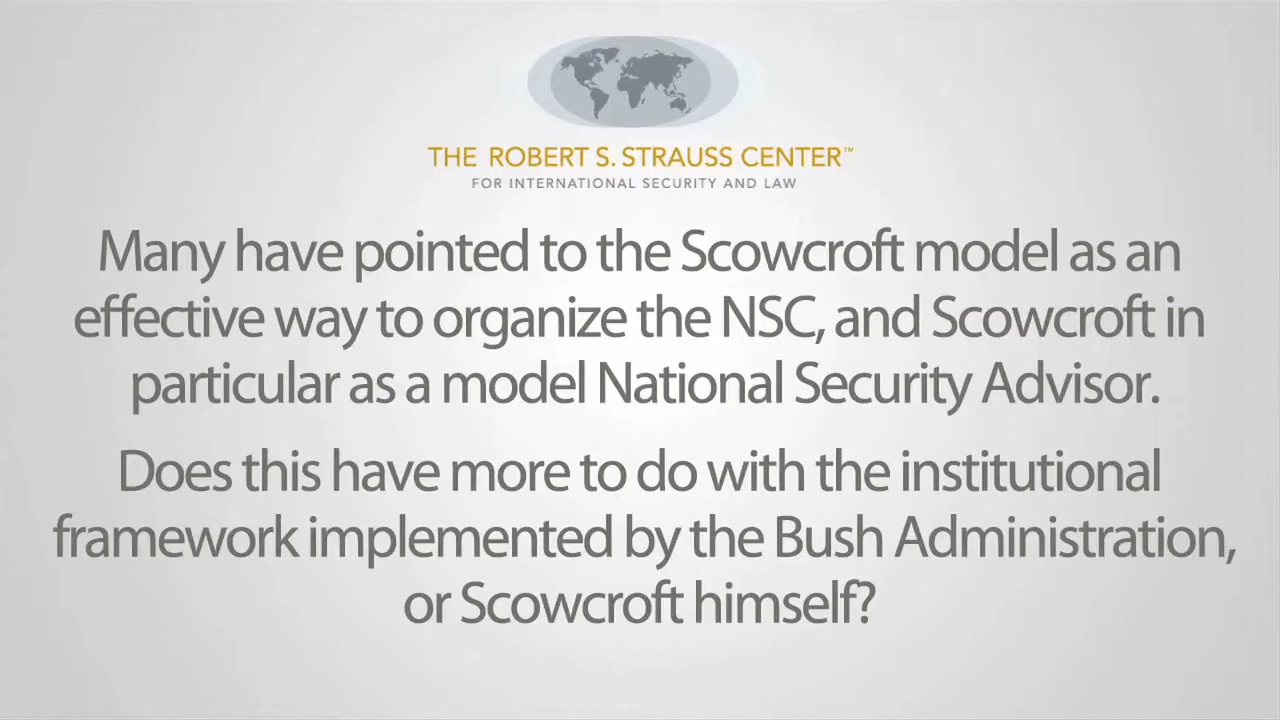 THE ROBERT S. STRAUSS CENTER™
FOR INTERNATIONAL SECURITY AND LAW
Many have pointed to the Scowcroft model as an
effective way to organize the NSC, and Scowcroft in
particular as a model National Security Advisor.
Does this have more to do with the institutional
framework implemented by the Bush Administration,
or Scowcroft himself?